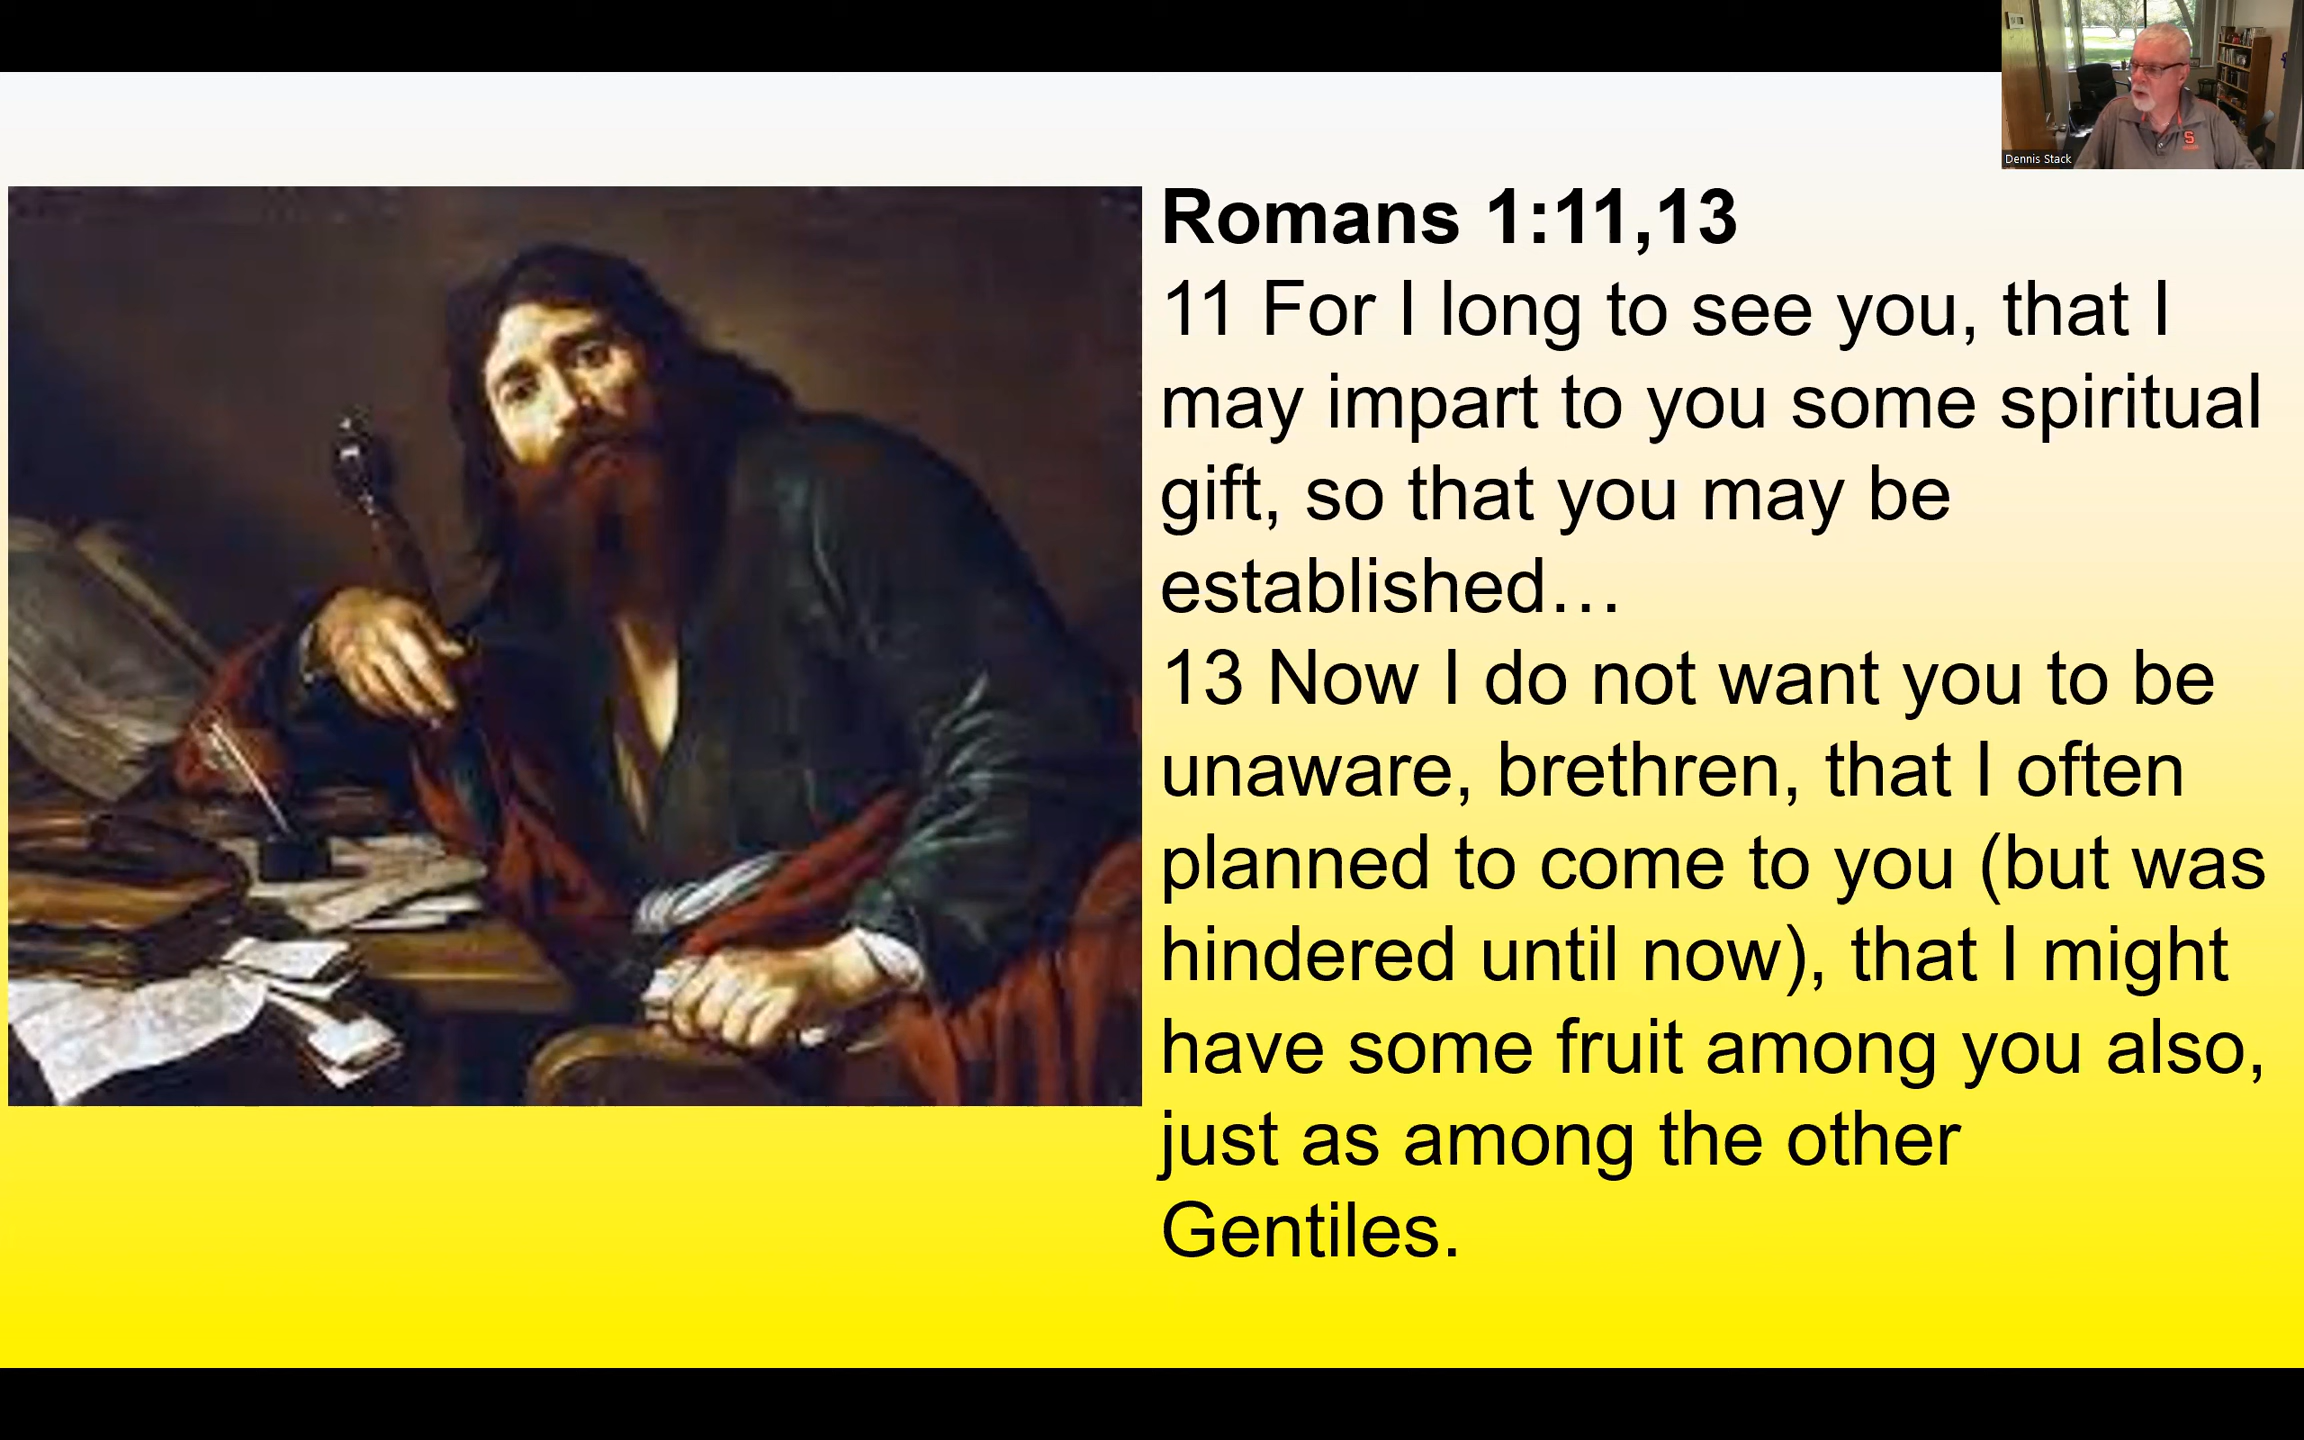 Dennis Stack
S
Romans 1:11,13
11 For I long to see you, that I
may impart to you some spiritual
gift, so that you may be
established…
13 Now I do not want you to be
unaware, brethren, that I often
planned to come to you (but was
hindered until now), that I might
have some fruit among you also,
just as among the other
Gentiles.